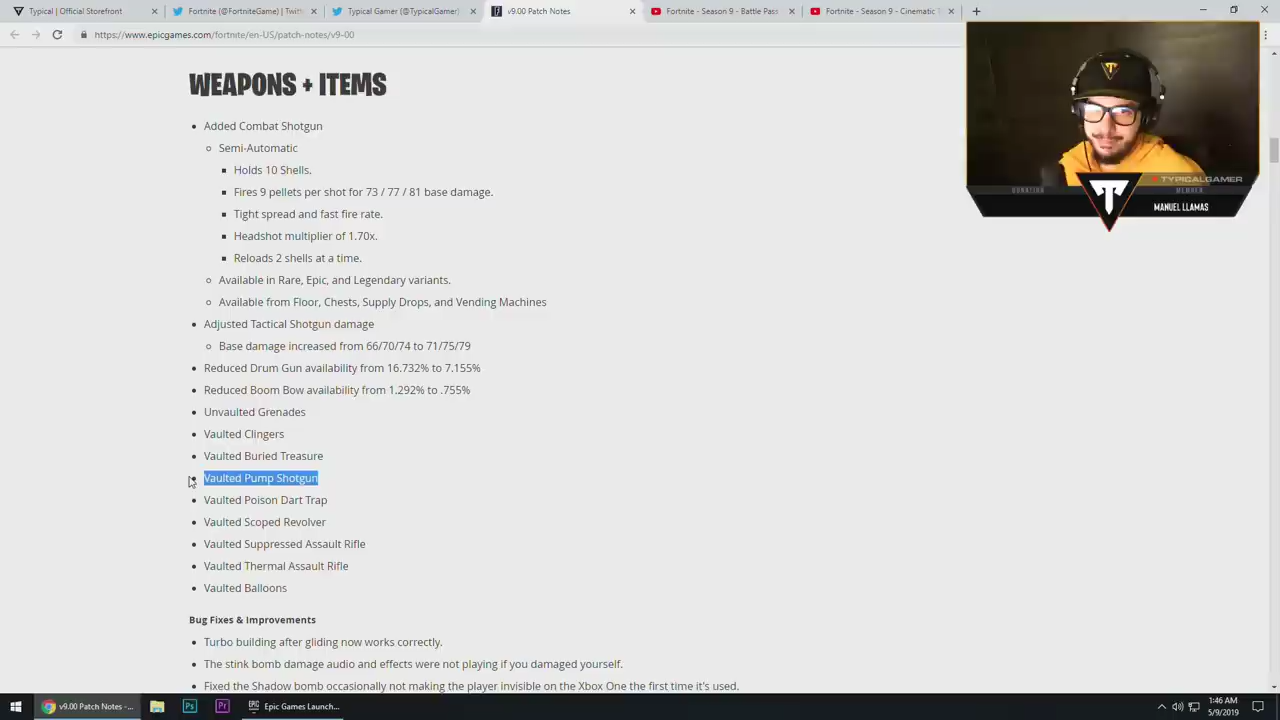 Typical | Official Storefront
Fortnite (@FortniteGame) | Twitt
Typical Gamer (@TypicalGamer)
v9.00 Patch Notes
Fortnite - Season 9 - Battle Pass
Fortnite - Season 9 - Cinematic T
https://www.epicgames.com/fortnite/en-US/patch-notes/v9-00
WEAPONS + ITEMS
Added Combat Shotgun
Semi-Automatic
Holds 10 Shells.
Fires 9 pellets per shot for 73 / 77 / 81 base damage.
Tight spread and fast fire rate.
Headshot multiplier of 1.70x.
Reloads 2 shells at a time.
Available in Rare, Epic, and Legendary variants.
Available from Floor, Chests, Supply Drops, and Vending Machines
Adjusted Tactical Shotgun damage
Base damage increased from 66/70/74 to 71/75/79
Reduced Drum Gun availability from 16.732% to 7.155%
Reduced Boom Bow availability from 1.292% to .755%
Unvaulted Grenades
Vaulted Clingers
Vaulted Buried Treasure
Vaulted Pump Shotgun
Vaulted Poison Dart Trap
Vaulted Scoped Revolver
Vaulted Suppressed Assault Rifle
Vaulted Thermal Assault Rifle
Vaulted Balloons
Bug Fixes & Improvements
Turbo building after gliding now works correctly.
The stink bomb damage audio and effects were not playing if you damaged yourself.
Fixed the Shadow bomb occasionally not making the player invisible on the Xbox One the first time it's used.
TYPICALGAMER
DONATION
MEMBER
MANUEL LLAMAS
v9.00 Patch Notes -...
Ps
Pr
Epic Games Launch...
1:46 AM
5/9/2019